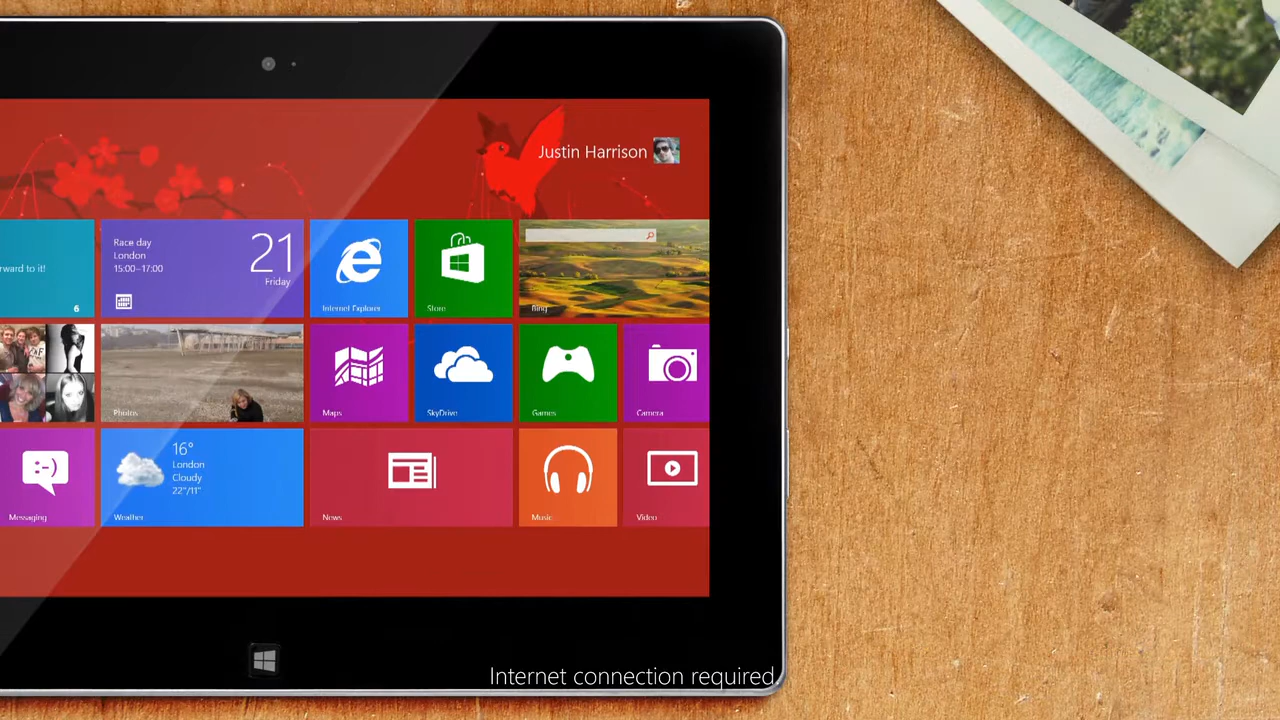 Justin Harrison
rward to it!
6
Race day
London
15:00–17:00
21
Friday
Internet Explorer
Store
Bing
Photos
Maps
SkyDrive
Games
Camera
Messaging
16°
London
Cloudy
22°/11°
Weather
News
Music
Video
Internet connection required.